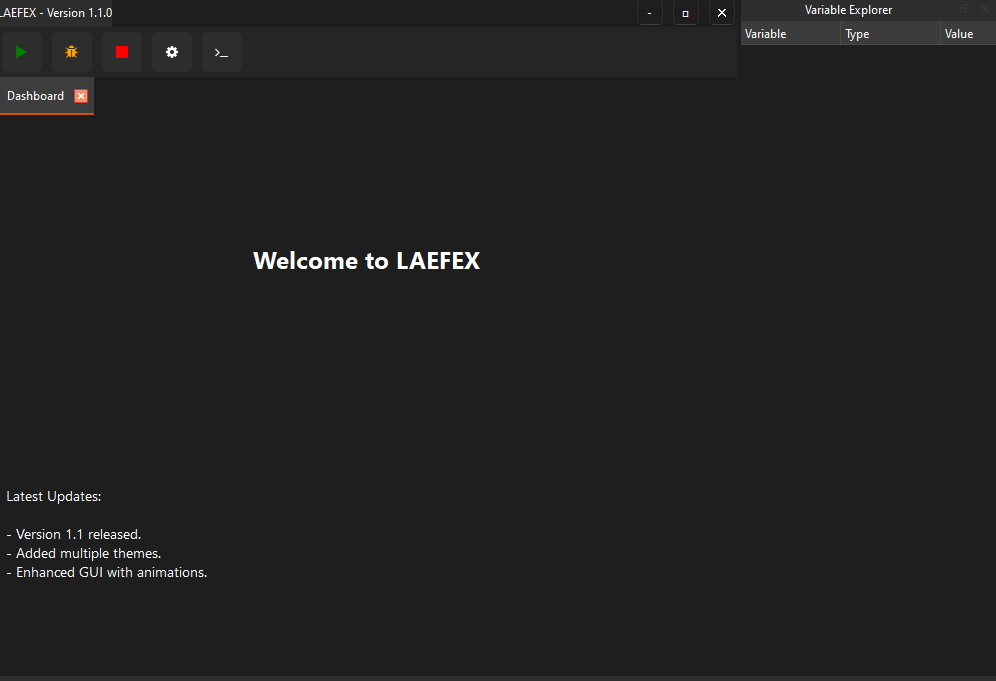 LAEFEX - Version 1.1.0
Variable Explorer
Variable Type Value
Dashboard
Welcome to LAEFEX
Latest Updates:
- Version 1.1 released.
- Added multiple themes.
- Enhanced GUI with animations.